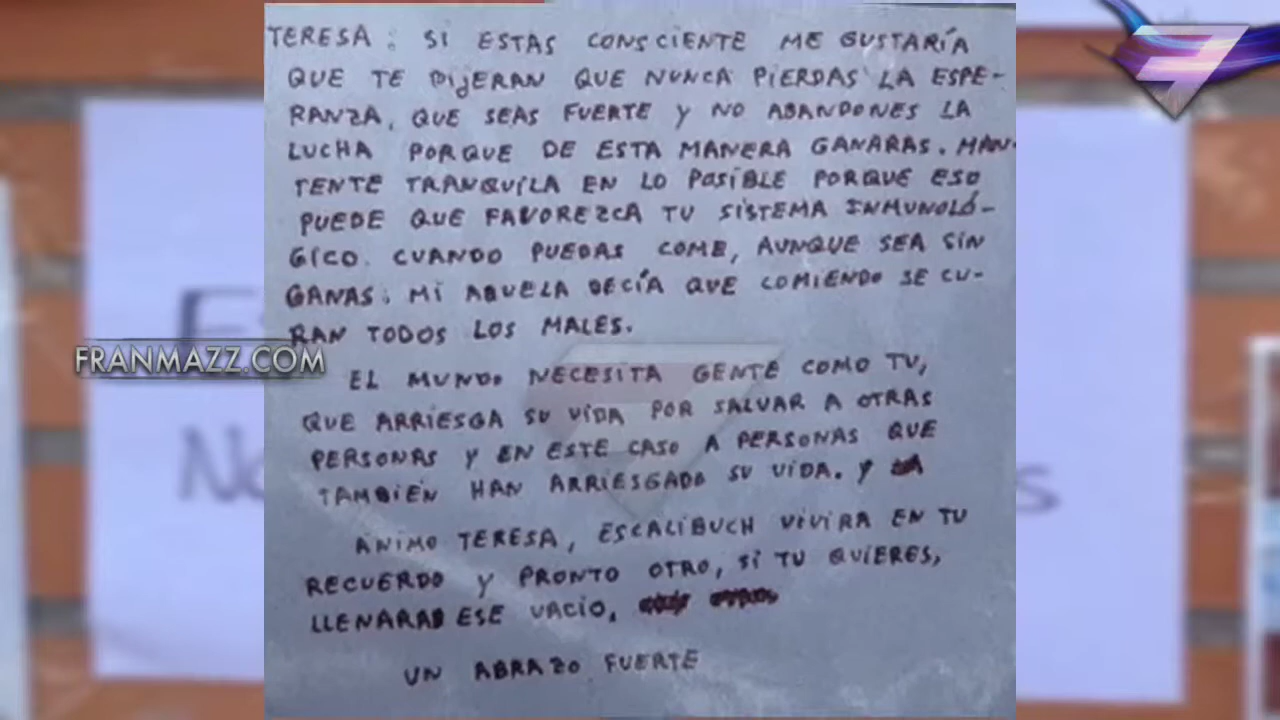 TERESA: SI ESTAS CONSCIENTE ME GUSTARÍA
QUE TE DIJERAN QUE NUNCA PIERDAS LA ESPE-
RANZA, QUE SEAS FUERTE Y NO ABANDONES LA
LUCHA PORQUE DE ESTA MANERA GANARAS. MAN-
TENTE TRANQUILA EN LO POSIBLE PORQUE ESO
PUEDE QUE FAVOREZCA TU SISTEMA INMUNOLÓ-
GICO. CUANDO PUEDAS COME, AUNQUE SEA SIN
GANAS; MI ABUELA DECÍA QUE COMIENDO SE CU-
RAN TODOS LOS MALES.
EL MUNDO NECESITA GENTE COMO TU,
QUE ARRIESGA SU VIDA POR SALVAR A OTRAS
PERSONAS Y EN ESTE CASO A PERSONAS QUE
TAMBIEN HAN ARRIESGADO SU VIDA. Y
ANIMO TERESA, ESCALIBUCH VIVIRA EN TU
RECUERDO Y PRONTO OTRO, SI TU QUIERES,
LLENARAB ESE VACIO.
UN ABRAZO FUERTE
FRANMAZZ.COM